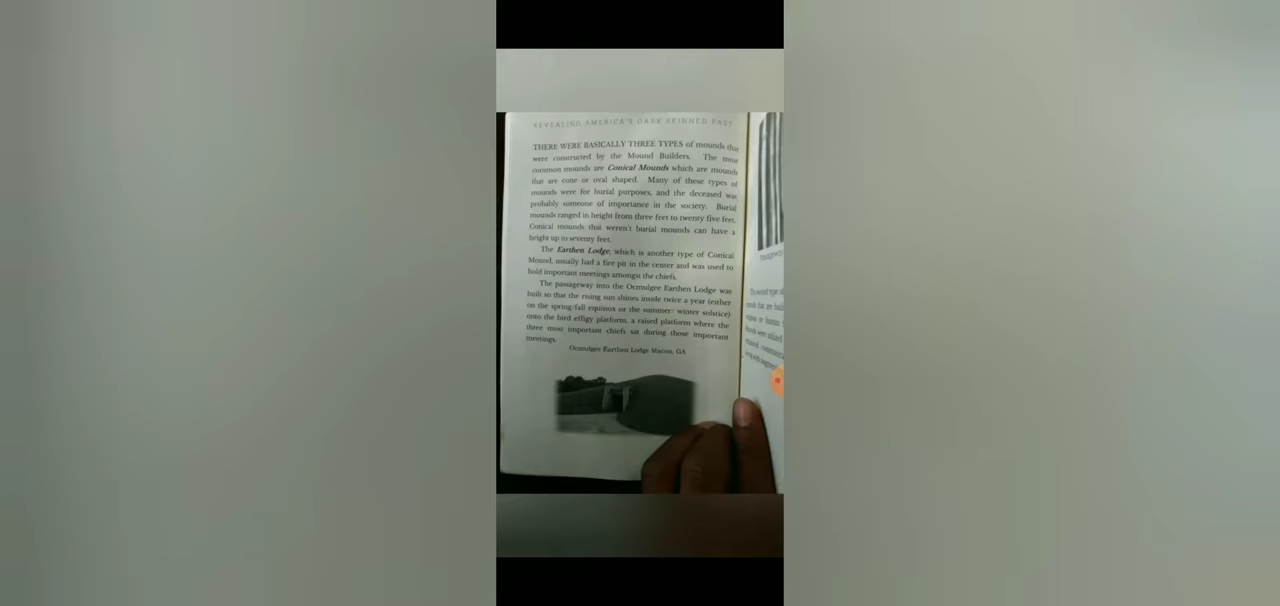 REVEALING AMERICA'S DARK SKINNED PAST
THERE WERE BASICALLY THREE TYPES of mounds that
were constructed by the Mound Builders. The most
common mounds are Conical Mounds which are mounds
that are cone or oval shaped. Many of these types of
mounds were for burial purposes, and the deceased was
probably someone of importance in the society. Burial
mounds ranged in height from three feet to twenty five feet.
Conical mounds that weren't burial mounds can have a
height up to seventy feet.
The Earthen Lodge, which is another type of Conical
Mound, usually had a fire pit in the center and was used to
hold important meetings amongst the chiefs.
The passageway into the Ocmulgee Earthen Lodge was
built so that the rising sun shines inside twice a year (either
on the spring/fall equinox or the summer/ winter solstice)
onto the bird effigy platform, a raised platform where the
three most important chiefs sat during those important
meetings.
Ocmulgee Earthen Lodge Macon, GA